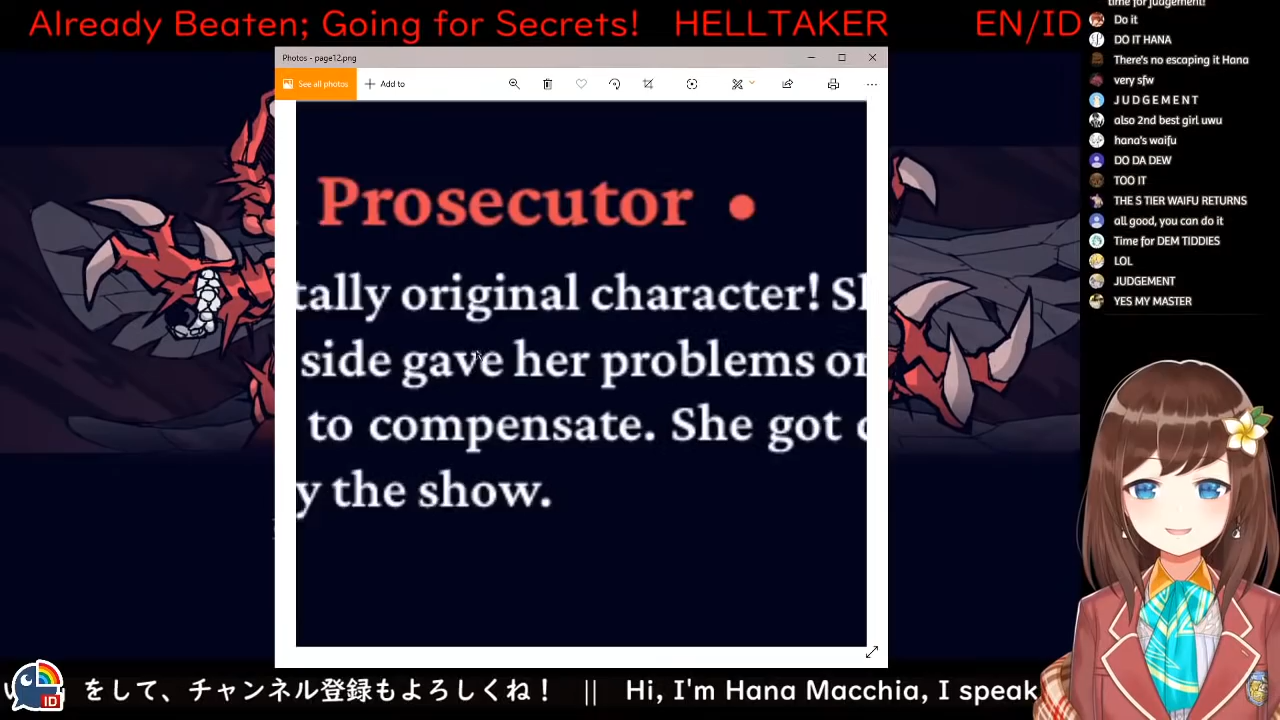 Already Beaten; Going for Secrets! HELLTAKER EN/ID
Photos - page12.png
See all photos
Add to
Prosecutor •
tally original character! S
side gave her problems o
to compensate. She got
y the show.
time for judgement!
Do it
DO IT HANA
There's no escaping it Hana
very sfw
J U D G E M E N T
also 2nd best girl uwu
hana's waifu
DO DA DEW
TOO IT
THE S TIER WAIFU RETURNS
all good, you can do it
Time for DEM TIDDIES
LOL
JUDGEMENT
YES MY MASTER
ID
をして、チャンネル登録もよろしくね! || Hi, I'm Hana Macchia, I speak